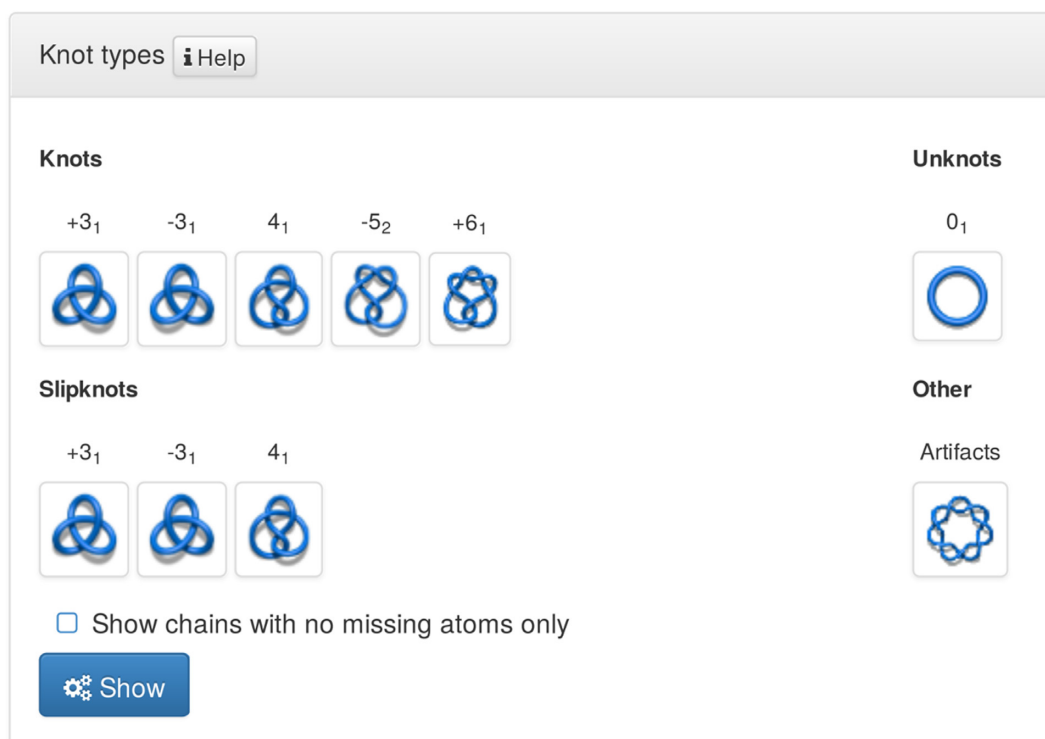 Knot types i Help
Knots
Unknots
+3₁ -3₁ 4₁ -5₂ +6₁
0₁
Slipknots
Other
+3₁ -3₁ 4₁
Artifacts
Show chains with no missing atoms only
Show